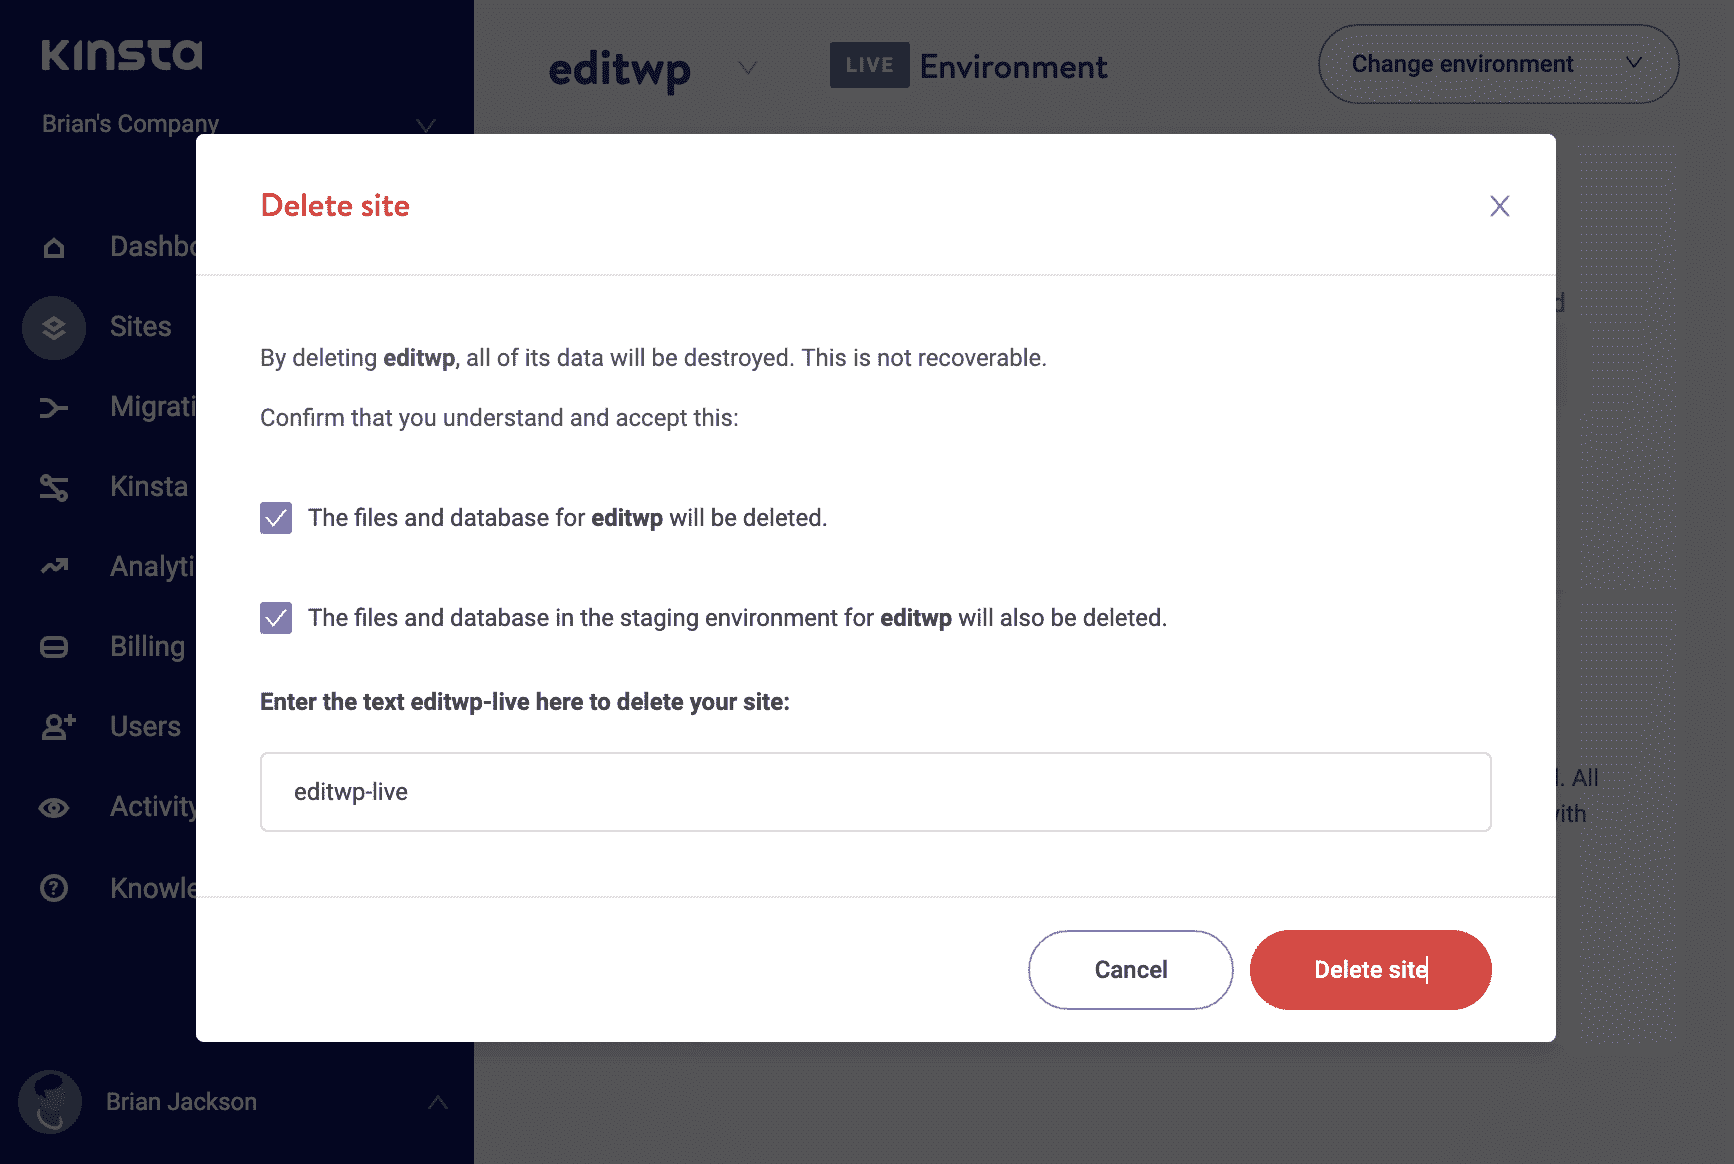 Kinsta
Brian's Company
editwp
LIVE Environment
Change environment
Dashbo
Sites
Migrati
Kinsta
Analyti
Billing
Users
Activity
Knowle
Brian Jackson
Delete site
By deleting editwp, all of its data will be destroyed. This is not recoverable.
Confirm that you understand and accept this:
The files and database for editwp will be deleted.
The files and database in the staging environment for editwp will also be deleted.
Enter the text editwp-live here to delete your site:
editwp-live
Cancel
Delete site
d
l. All
vith